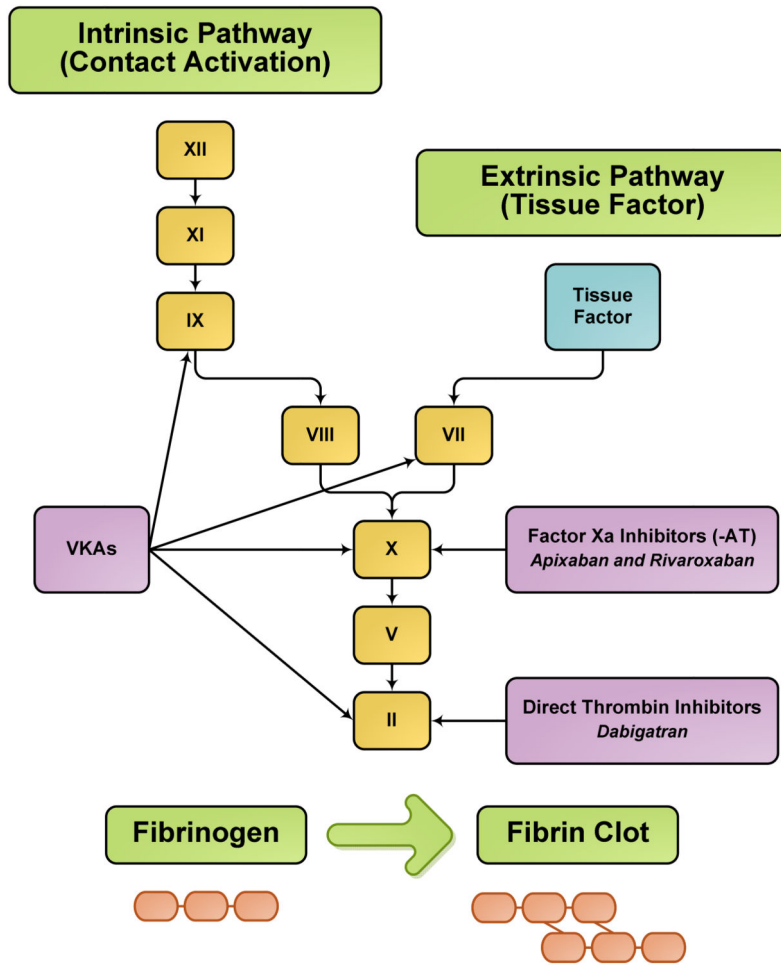 Intrinsic Pathway
(Contact Activation)
XII
Extrinsic Pathway
(Tissue Factor)
XI
IX
Tissue
Factor
VIII
VII
VKAs
X
Factor Xa Inhibitors (-AT)
Apixaban and Rivaroxaban
V
II
Direct Thrombin Inhibitors
Dabigatran
Fibrinogen
Fibrin Clot